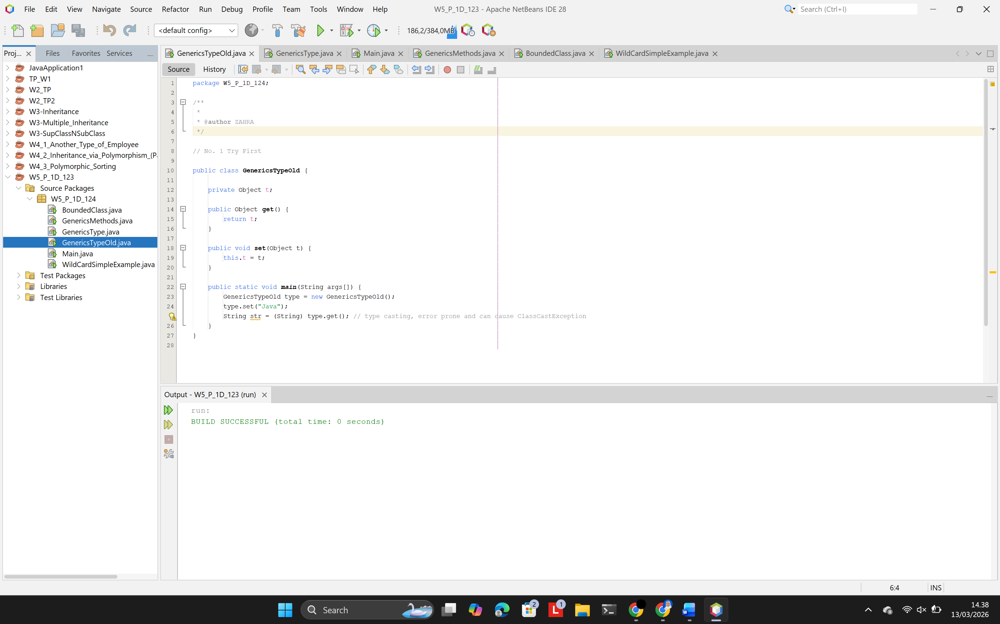 File Edit View Navigate Source Refactor Run Debug Profile Team Tools Window Help
W5_P_1D_123 - Apache NetBeans IDE 28
Search (Ctrl+I)
<default config>
186,2/384,0MB
Proj... Files Favorites Services
GenericsTypeOld.java GenericsType.java Main.java GenericsMethods.java BoundedClass.java WildCardSimpleExample.java
Source History
JavaApplication1
TP_W1
W2_TP
W2_TP2
W3-Inheritance
W3-Multiple_Inheritance
W3-SupClassNSubClass
W4_1_Another_Type_of_Employee
W4_2_Inheritance_via_Polymorphism_(P
W4_3_Polymorphic_Sorting
W5_P_1D_123
Source Packages
W5_P_1D_124
BoundedClass.java
GenericsMethods.java
GenericsType.java
GenericsTypeOld.java
Main.java
WildCardSimpleExample.java
Test Packages
Libraries
Test Libraries
1 package W5_P_1D_124;
2
3 /**
4 *
5 * @author ZAHRA
6 */
7
8 // No. 1 Try First
9
10 public class GenericsTypeOld {
11
12 private Object t;
13
14 public Object get() {
15 return t;
16 }
17
18 public void set(Object t) {
19 this.t = t;
20 }
21
22 public static void main(String args[]) {
23 GenericsTypeOld type = new GenericsTypeOld();
24 type.set("Java");
String str = (String) type.get(); // type casting, error prone and can cause ClassCastException
26 }
27 }
28
Output - W5_P_1D_123 (run)
run:
BUILD SUCCESSFUL (total time: 0 seconds)
6:4 INS
Search
2
1
14.38
13/03/2026